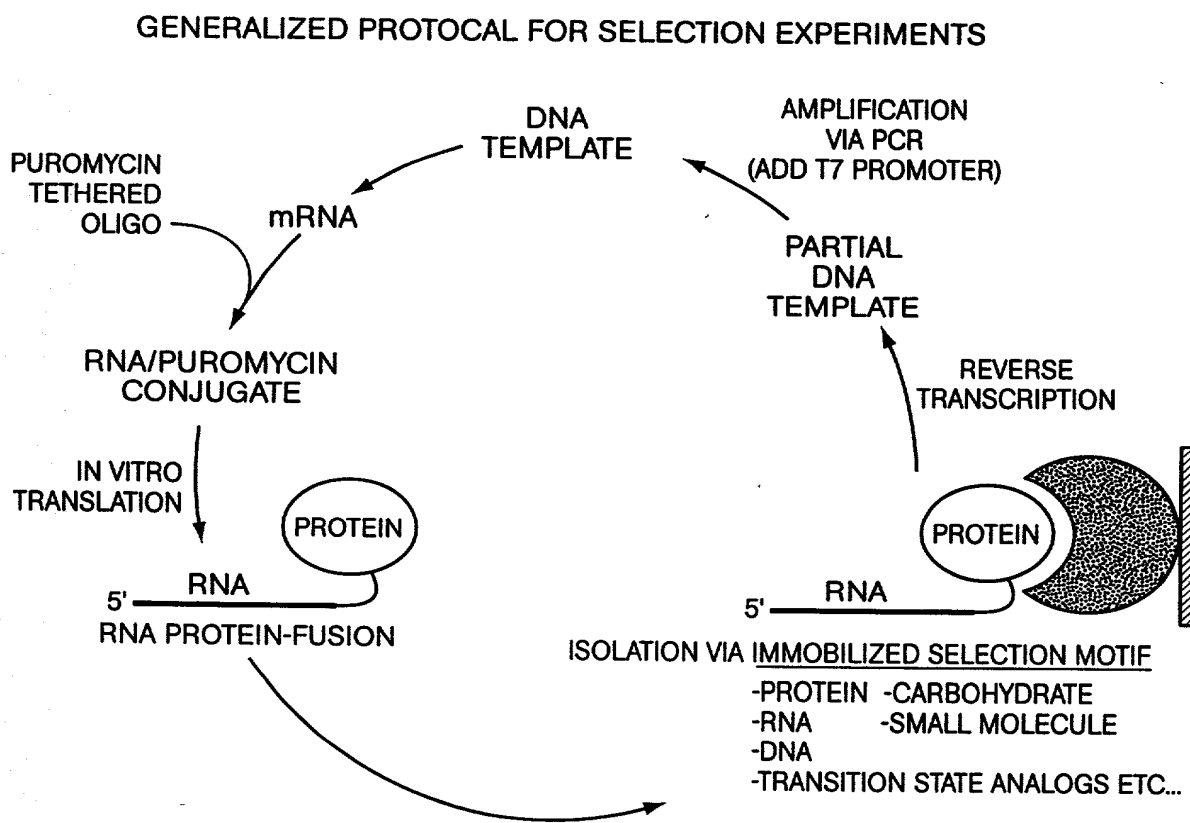 GENERALIZED PROTOCAL FOR SELECTION EXPERIMENTS
DNA
TEMPLATE
AMPLIFICATION
VIA PCR
(ADD T7 PROMOTER)
PUROMYCIN
TETHERED
OLIGO
mRNA
PARTIAL
DNA
TEMPLATE
RNA/PUROMYCIN
CONJUGATE
REVERSE
TRANSCRIPTION
IN VITRO
TRANSLATION
PROTEIN
RNA
5'
RNA PROTEIN-FUSION
PROTEIN
RNA
5'
ISOLATION VIA IMMOBILIZED SELECTION MOTIF
-PROTEIN -CARBOHYDRATE
-RNA -SMALL MOLECULE
-DNA
-TRANSITION STATE ANALOGS ETC...